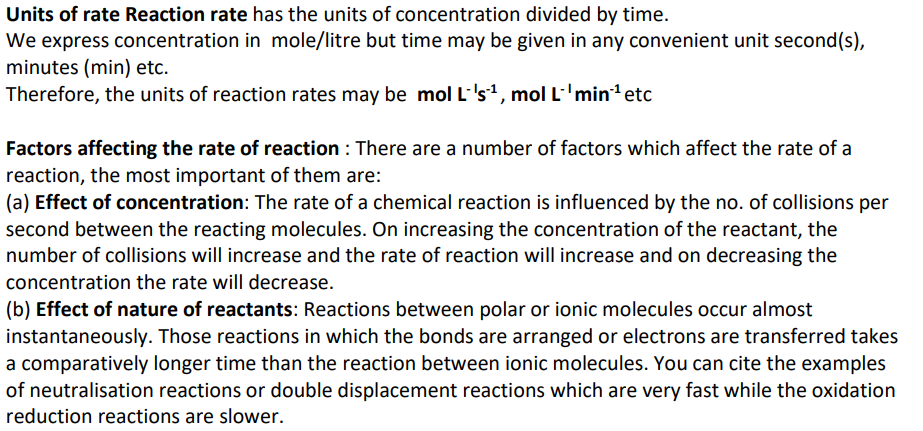 Units of rate Reaction rate has the units of concentration divided by time.
We express concentration in mole/litre but time may be given in any convenient unit second(s),
minutes (min) etc.
Therefore, the units of reaction rates may be mol L⁻ˡs⁻¹, mol L⁻ˡmin⁻¹ etc
Factors affecting the rate of reaction : There are a number of factors which affect the rate of a
reaction, the most important of them are:
(a) Effect of concentration: The rate of a chemical reaction is influenced by the no. of collisions per
second between the reacting molecules. On increasing the concentration of the reactant, the
number of collisions will increase and the rate of reaction will increase and on decreasing the
concentration the rate will decrease.
(b) Effect of nature of reactants: Reactions between polar or ionic molecules occur almost
instantaneously. Those reactions in which the bonds are arranged or electrons are transferred takes
a comparatively longer time than the reaction between ionic molecules. You can cite the examples
of neutralisation reactions or double displacement reactions which are very fast while the oxidation
reduction reactions are slower.